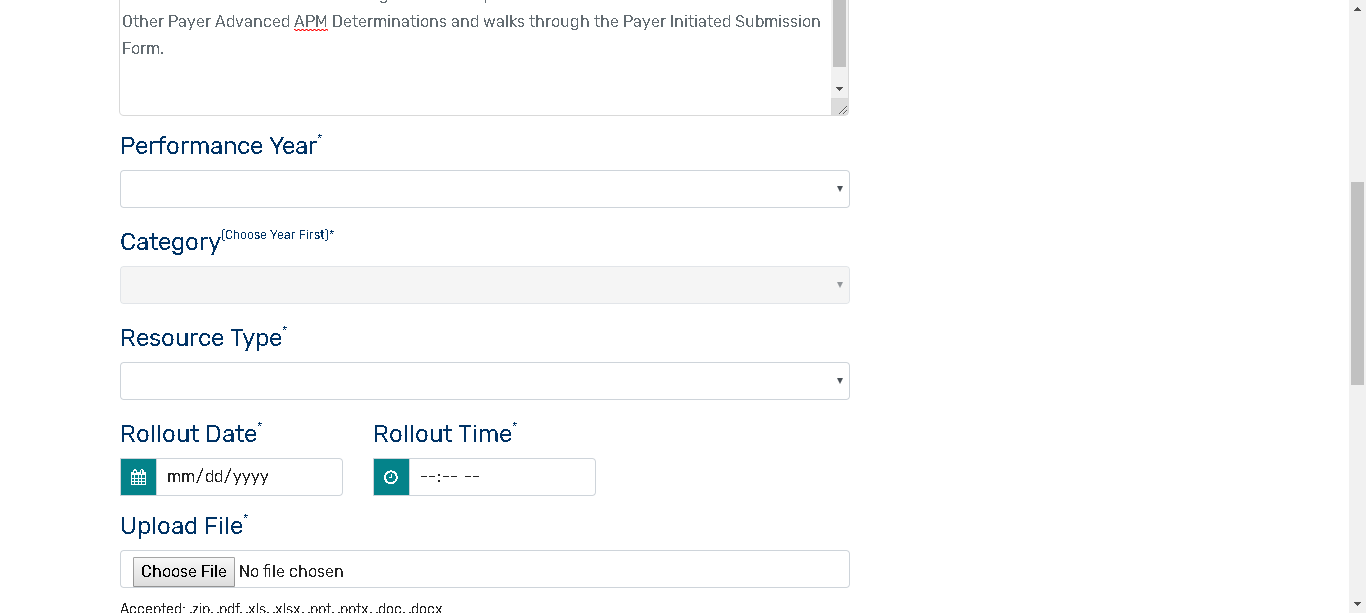 Other Payer Advanced APM Determinations and walks through the Payer Initiated Submission
Form.
Performance Year*
Category(Choose Year First)*
Resource Type*
Rollout Date* Rollout Time*
mm/dd/yyyy --:-- --
Upload File*
Choose File No file chosen
Accepted: .zip, .pdf, .xls, .xlsx, .ppt, .pptx, .doc, .docx